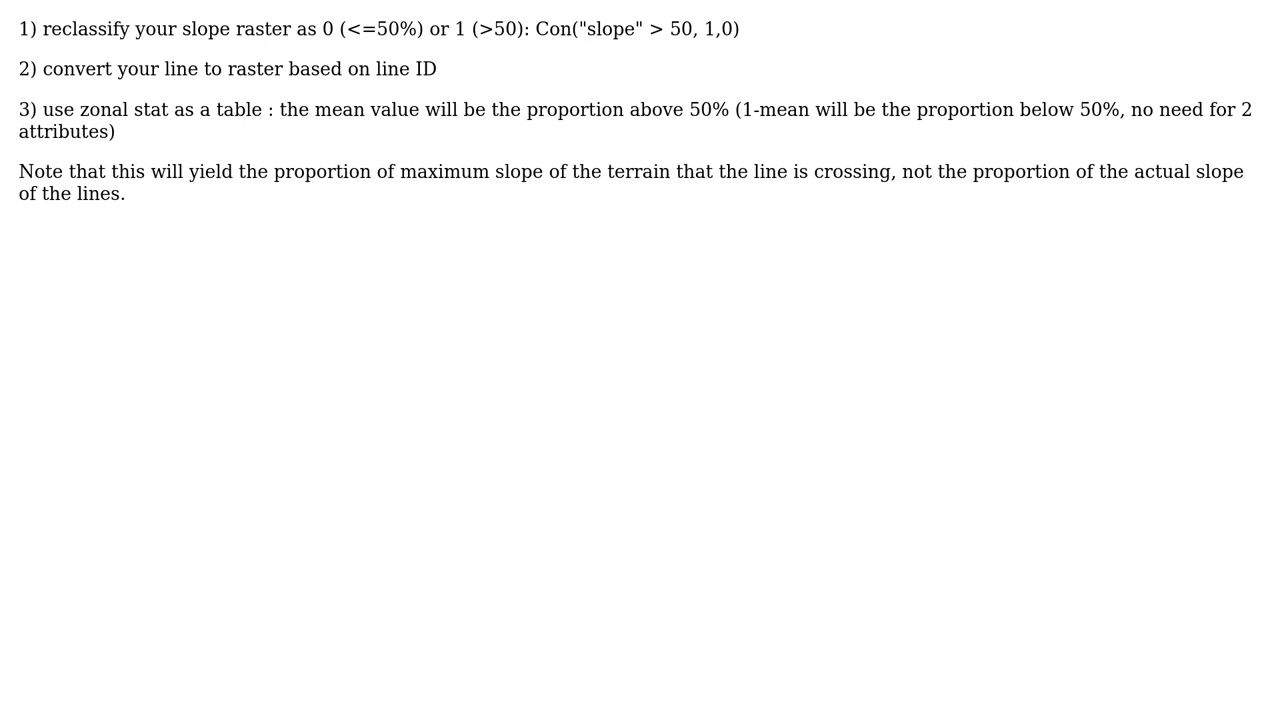 1) reclassify your slope raster as 0 (<=50%) or 1 (>50): Con("slope" > 50, 1,0)
2) convert your line to raster based on line ID
3) use zonal stat as a table : the mean value will be the proportion above 50% (1-mean will be the proportion below 50%, no need for 2
attributes)
Note that this will yield the proportion of maximum slope of the terrain that the line is crossing, not the proportion of the actual slope
of the lines.